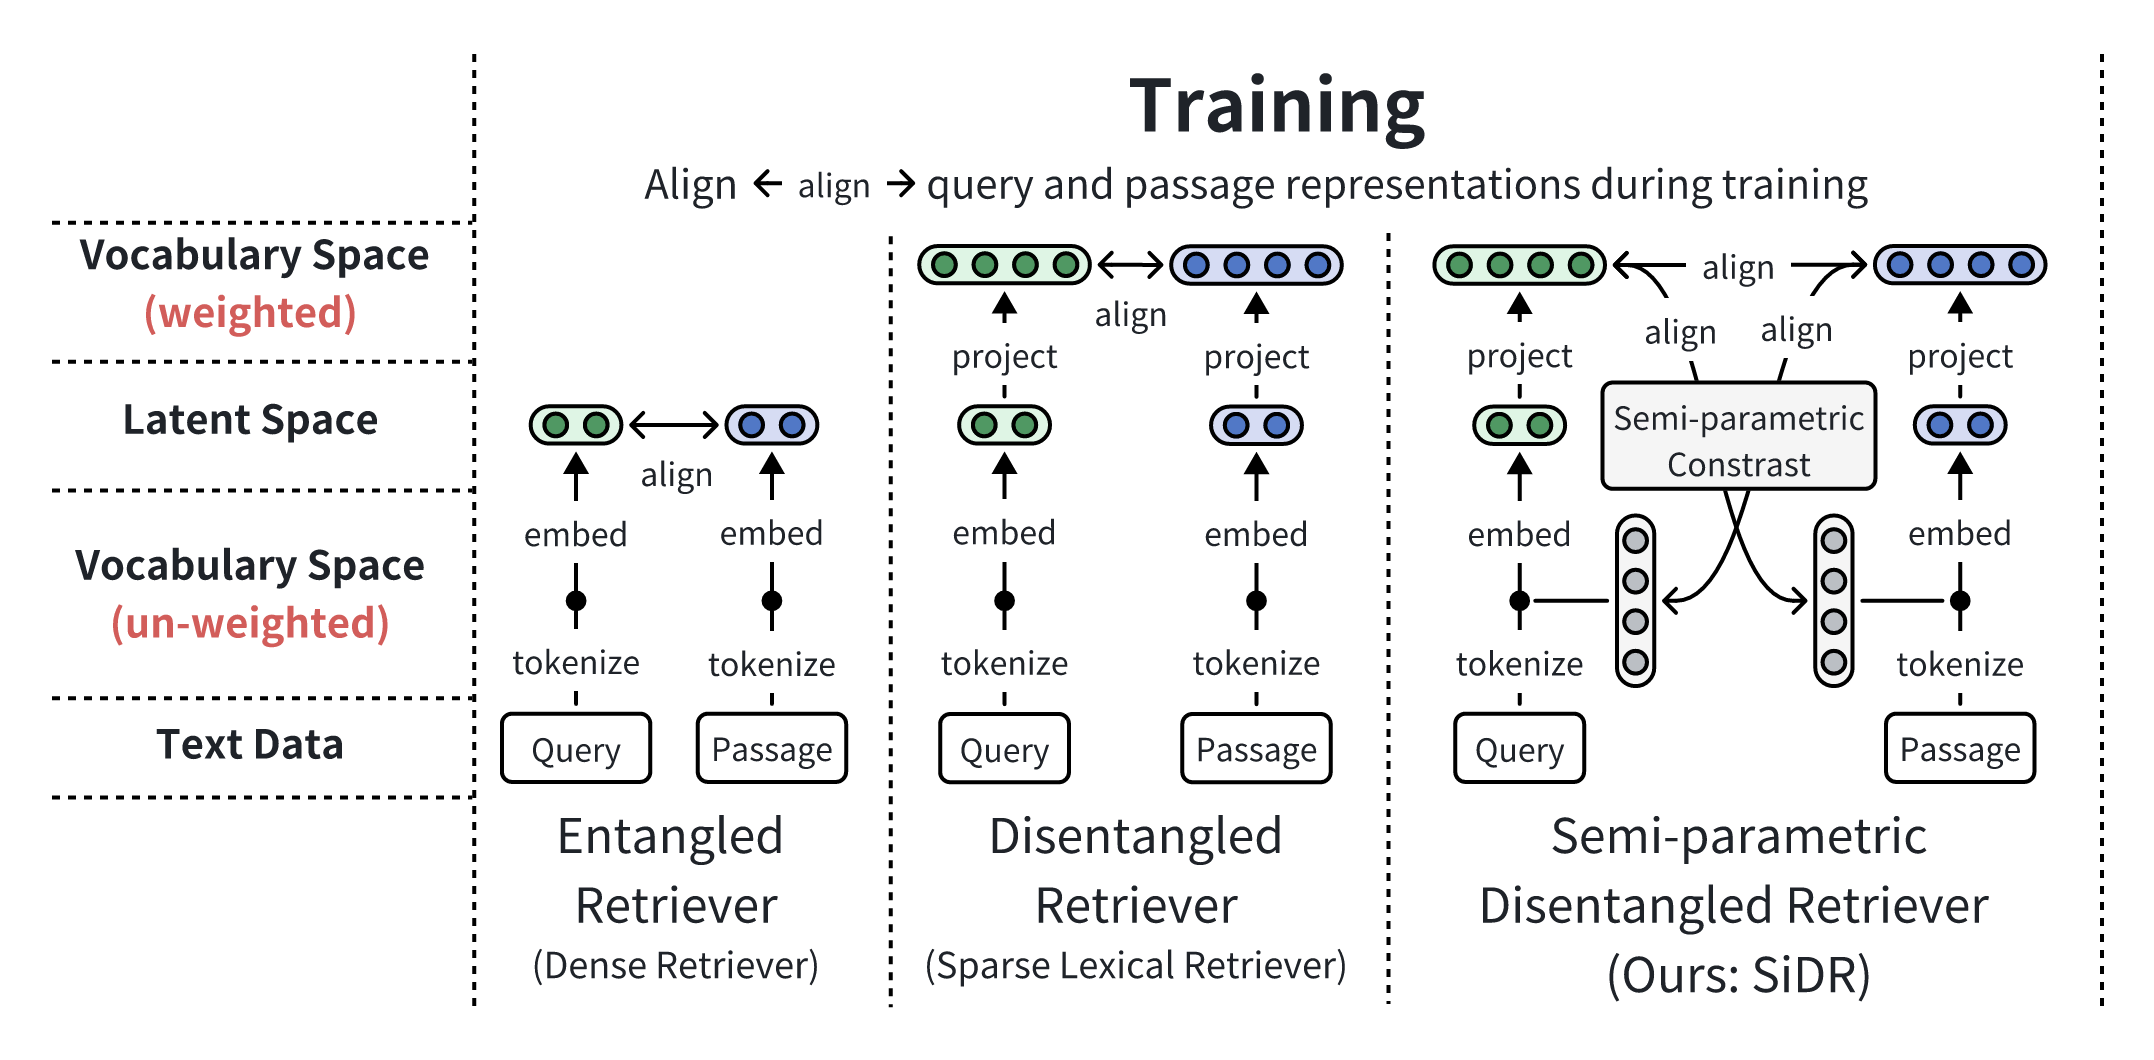 Training
Align align query and passage representations during training
Vocabulary Space
(weighted)
Latent Space
Vocabulary Space
(un-weighted)
Text Data
align
embed
embed
tokenize
tokenize
Query
Passage
Entangled
Retriever
(Dense Retriever)
align
project
project
embed
embed
tokenize
tokenize
Query
Passage
Disentangled
Retriever
(Sparse Lexical Retriever)
align
align
align
project
project
Semi-parametric
Constrast
embed
embed
tokenize
tokenize
Query
Passage
Semi-parametric
Disentangled Retriever
(Ours: SiDR)